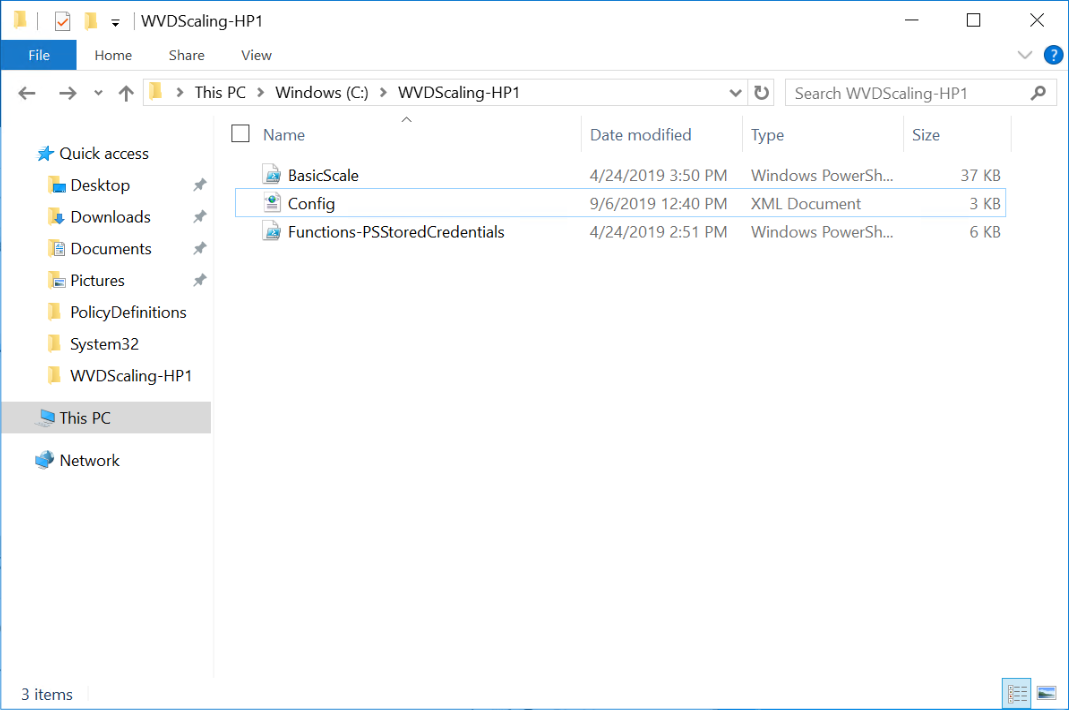 WVDScaling-HP1
File Home Share View
This PC Windows (C:) WVDScaling-HP1 Search WVDScaling-HP1
Name Date modified Type Size
Quick access
Desktop
Downloads
Documents
Pictures
PolicyDefinitions
System32
WVDScaling-HP1
This PC
Network
BasicScale 4/24/2019 3:50 PM Windows PowerSh... 37 KB
Config 9/6/2019 12:40 PM XML Document 3 KB
Functions-PSStoredCredentials 4/24/2019 2:51 PM Windows PowerSh... 6 KB
3 items